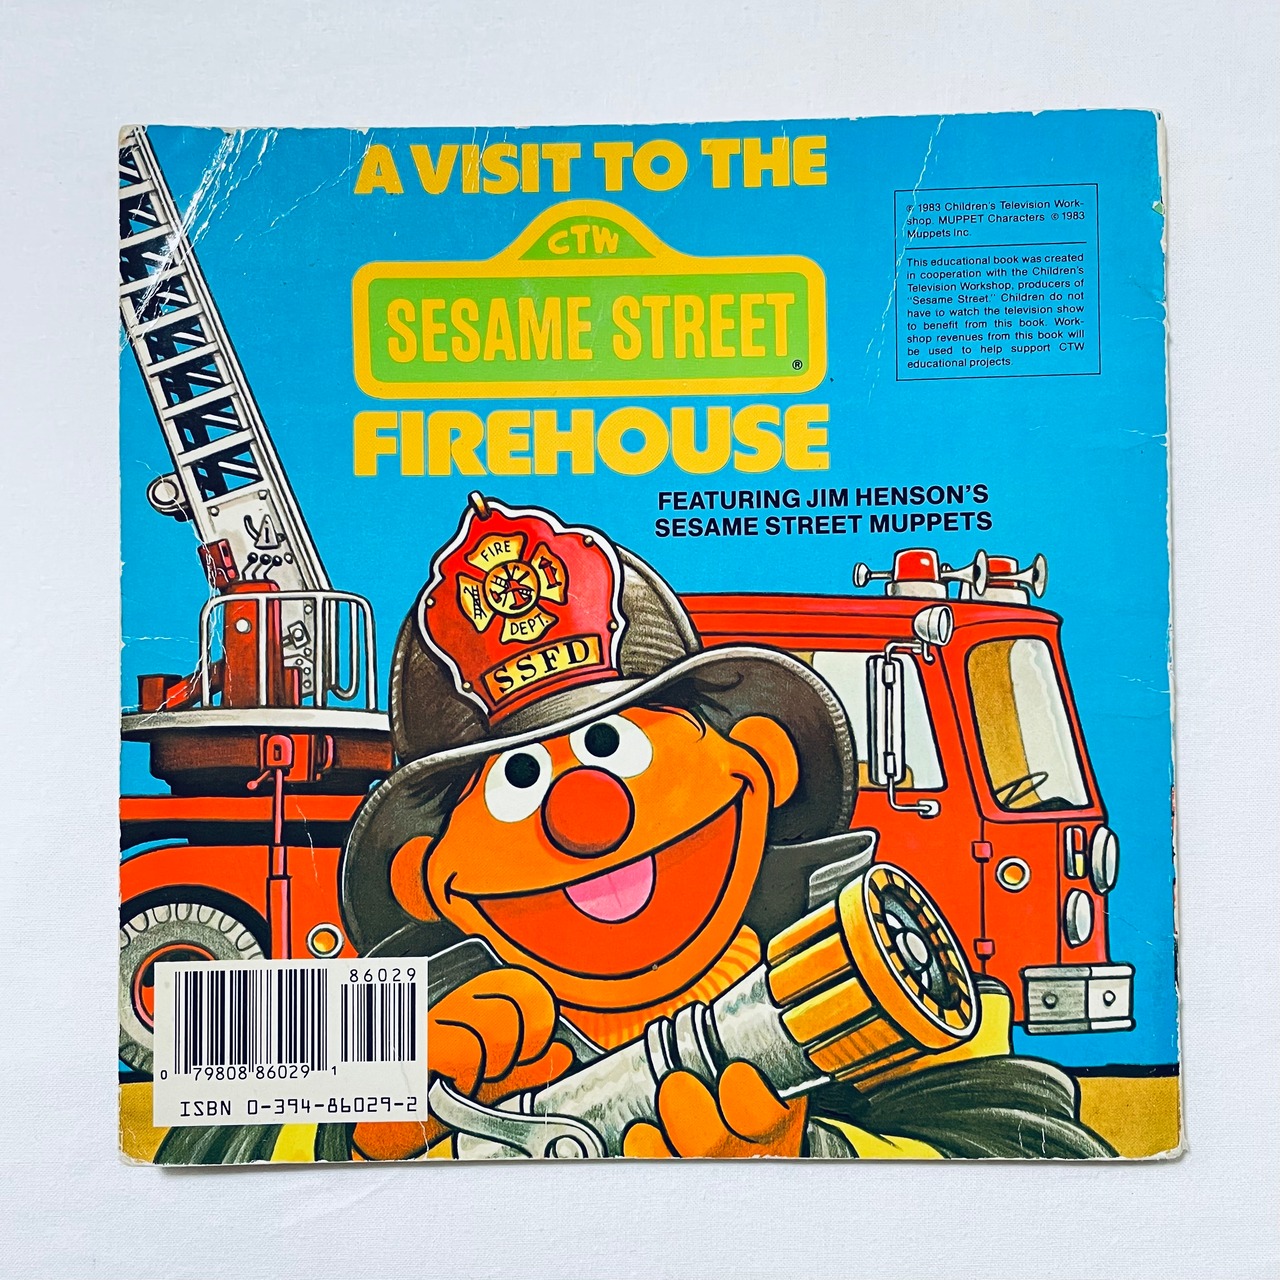 A VISIT TO THE
CTW
SESAME STREET®
FIREHOUSE
FEATURING JIM HENSON'S
SESAME STREET MUPPETS
© 1983 Children's Television Work-
shop. MUPPET Characters © 1983
Muppets Inc.
This educational book was created
in cooperation with the Children's
Television Workshop, producers of
"Sesame Street." Children do not
have to watch the television show
to benefit from this book. Work-
shop revenues from this book will
be used to help support CTW
educational projects.
FIRE
DEPT.
SSFD
86029
0 79808 86029 1
ISBN 0-394-86029-2